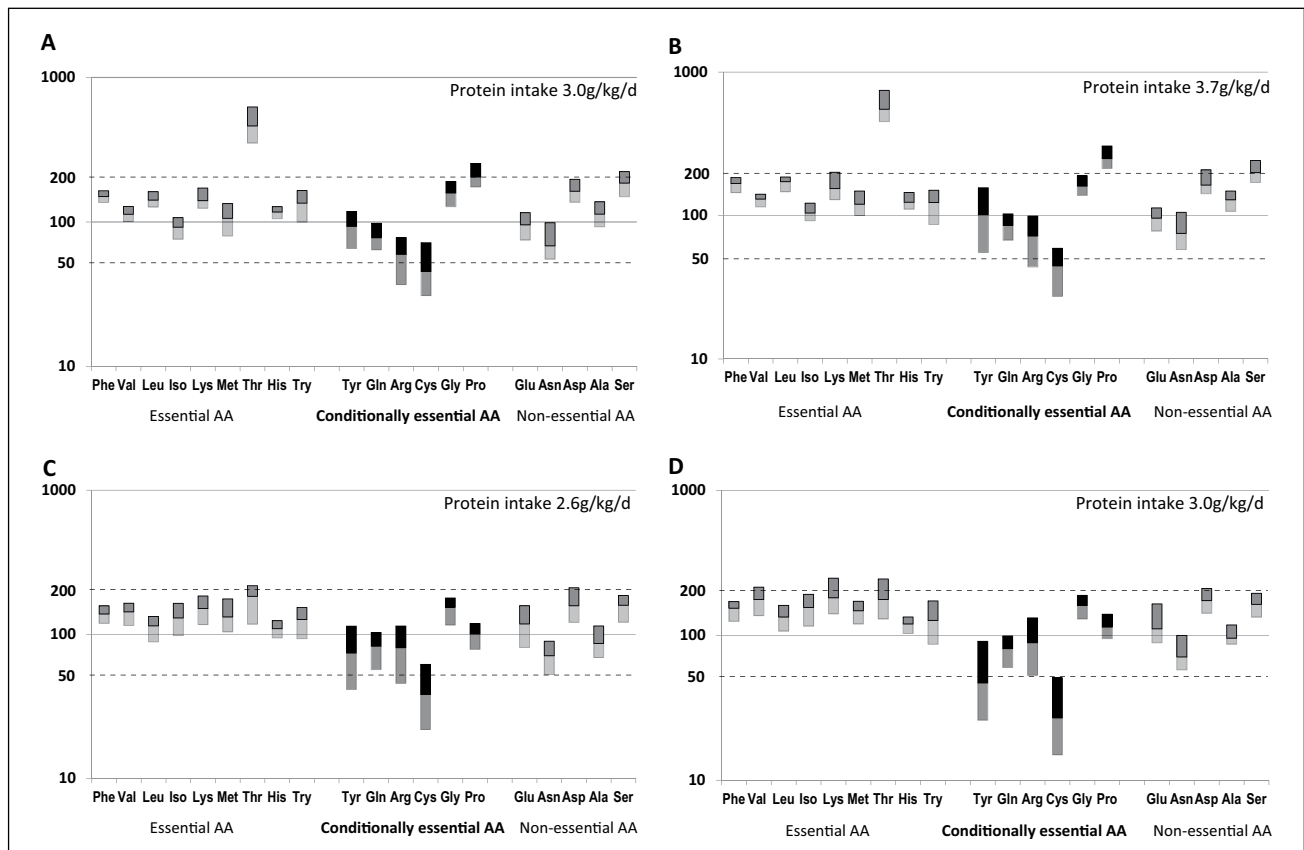 A
Protein intake 3.0g/kg/d
1000
200
100
50
10
Phe Val Leu Iso Lys Met Thr His Try Tyr Gln Arg Cys Gly Pro Glu Asn Asp Ala Ser
Essential AA Conditionally essential AA Non-essential AA
B
Protein intake 3.7g/kg/d
1000
200
100
50
10
Phe Val Leu Iso Lys Met Thr His Try Tyr Gln Arg Cys Gly Pro Glu Asn Asp Ala Ser
Essential AA Conditionally essential AA Non-essential AA
C
Protein intake 2.6g/kg/d
1000
200
100
50
10
Phe Val Leu Iso Lys Met Thr His Try Tyr Gln Arg Cys Gly Pro Glu Asn Asp Ala Ser
Essential AA Conditionally essential AA Non-essential AA
D
Protein intake 3.0g/kg/d
1000
200
100
50
10
Phe Val Leu Iso Lys Met Thr His Try Tyr Gln Arg Cys Gly Pro Glu Asn Asp Ala Ser
Essential AA Conditionally essential AA Non-essential AA